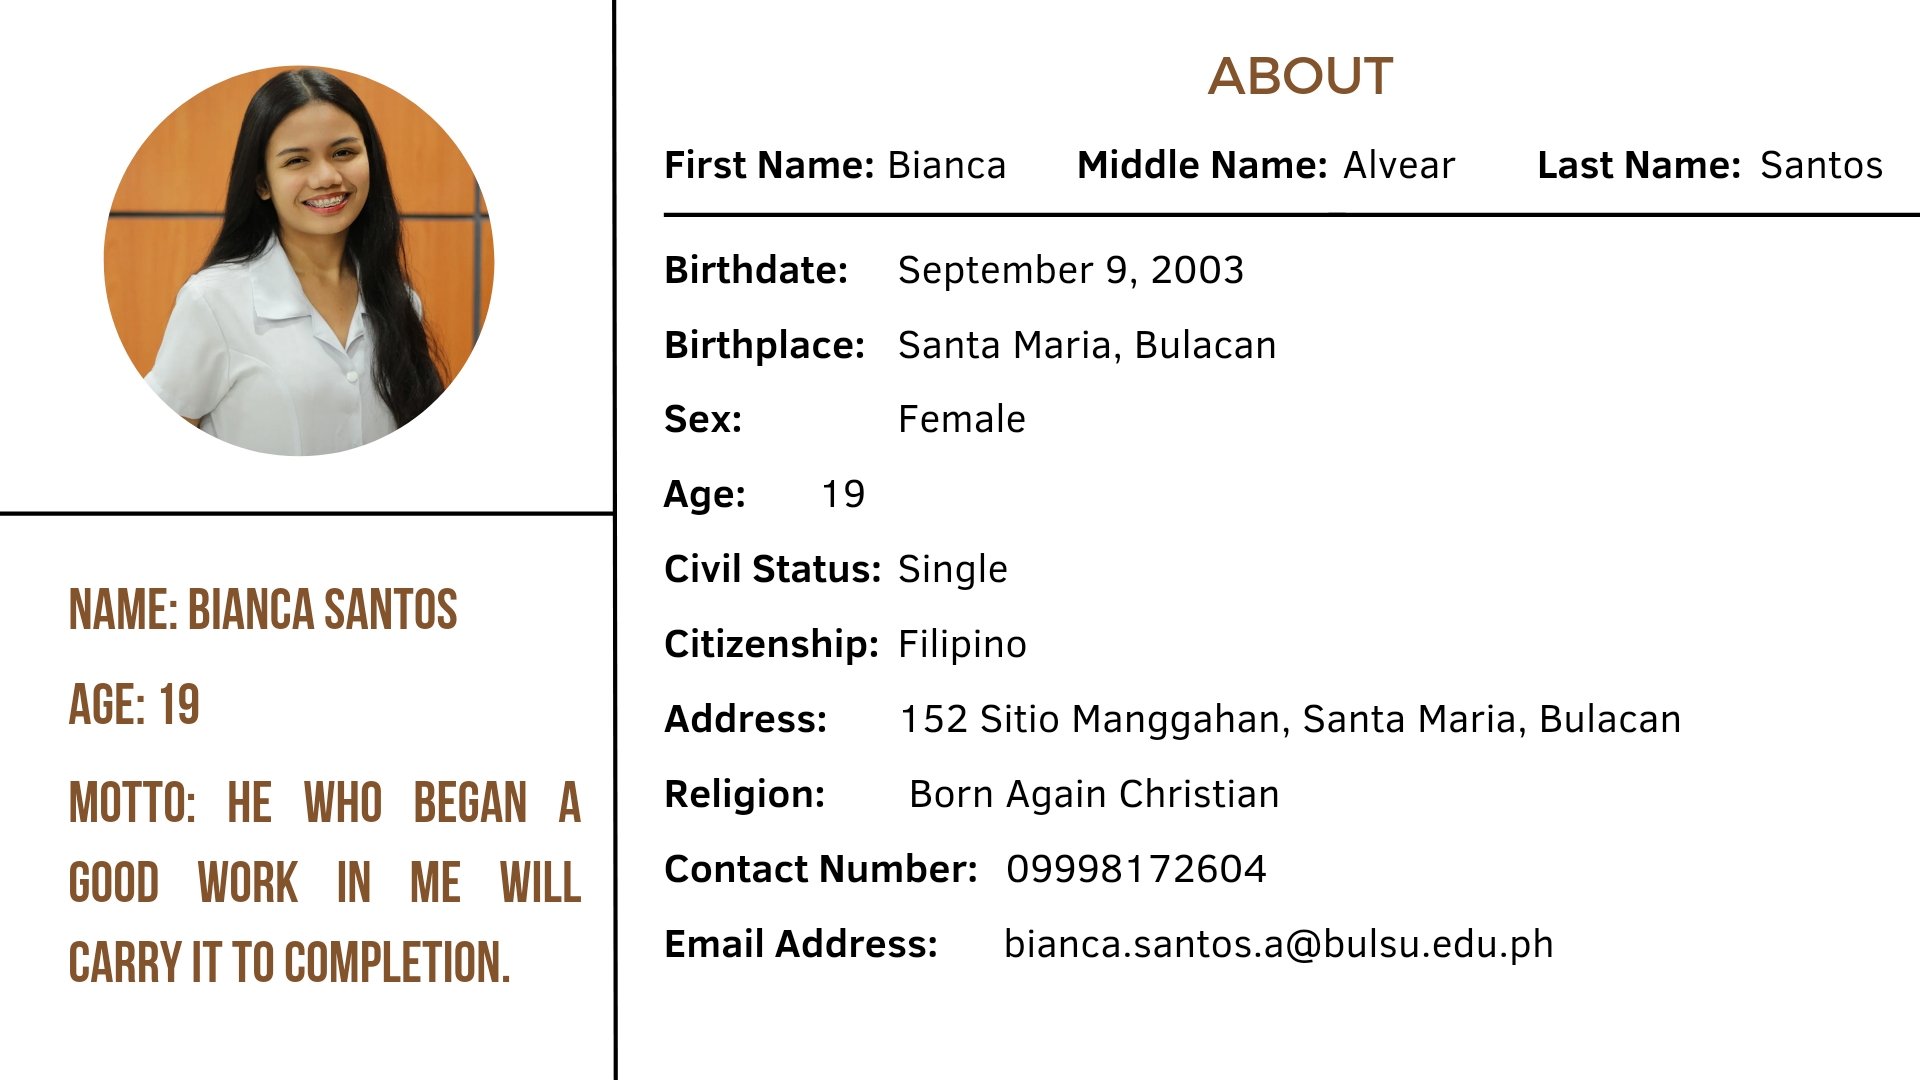 NAME: BIANCA SANTOS
AGE: 19
MOTTO: HE WHO BEGAN A
GOOD WORK IN ME WILL
CARRY IT TO COMPLETION.
ABOUT
First Name: Bianca Middle Name: Alvear Last Name: Santos
Birthdate: September 9, 2003
Birthplace: Santa Maria, Bulacan
Sex: Female
Age: 19
Civil Status: Single
Citizenship: Filipino
Address: 152 Sitio Manggahan, Santa Maria, Bulacan
Religion: Born Again Christian
Contact Number: 09998172604
Email Address: bianca.santos.a@bulsu.edu.ph